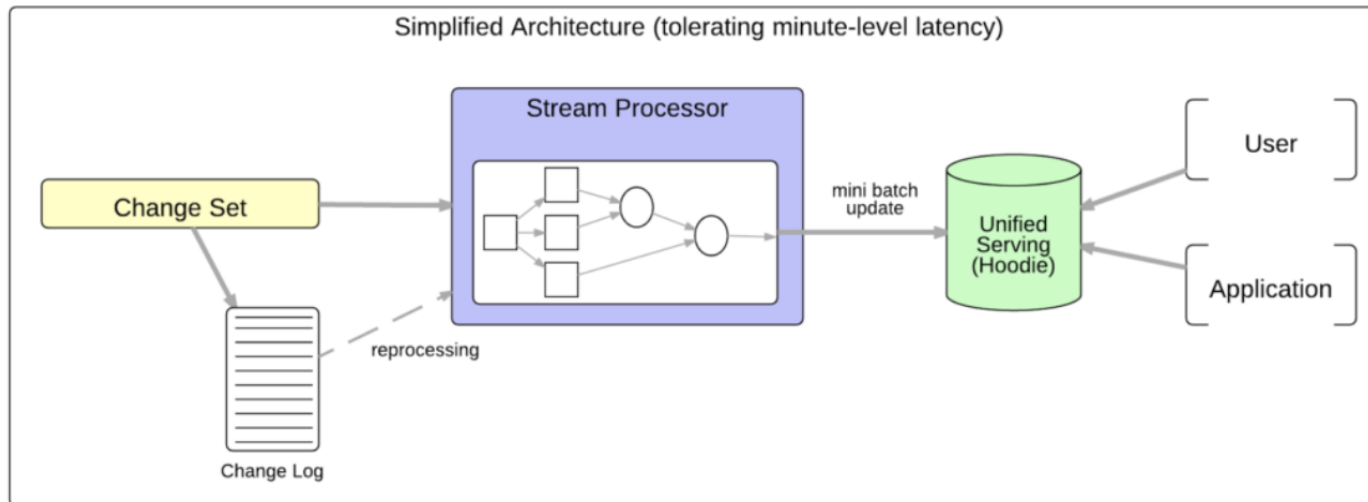 Simplified Architecture (tolerating minute-level latency)
Stream Processor
Change Set
mini batch
update
Unified
Serving
(Hoodie)
User
Application
reprocessing
Change Log